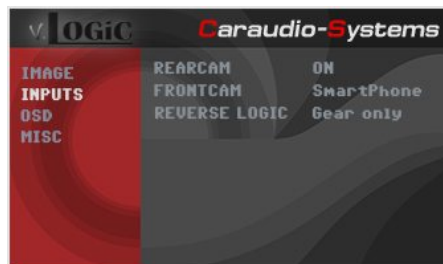 V.LOGiC Caraudio-Systems
IMAGE
INPUTS
OSD
MISC
REARCAM ON
FRONTCAM SmartPhone
REVERSE LOGIC Gear only